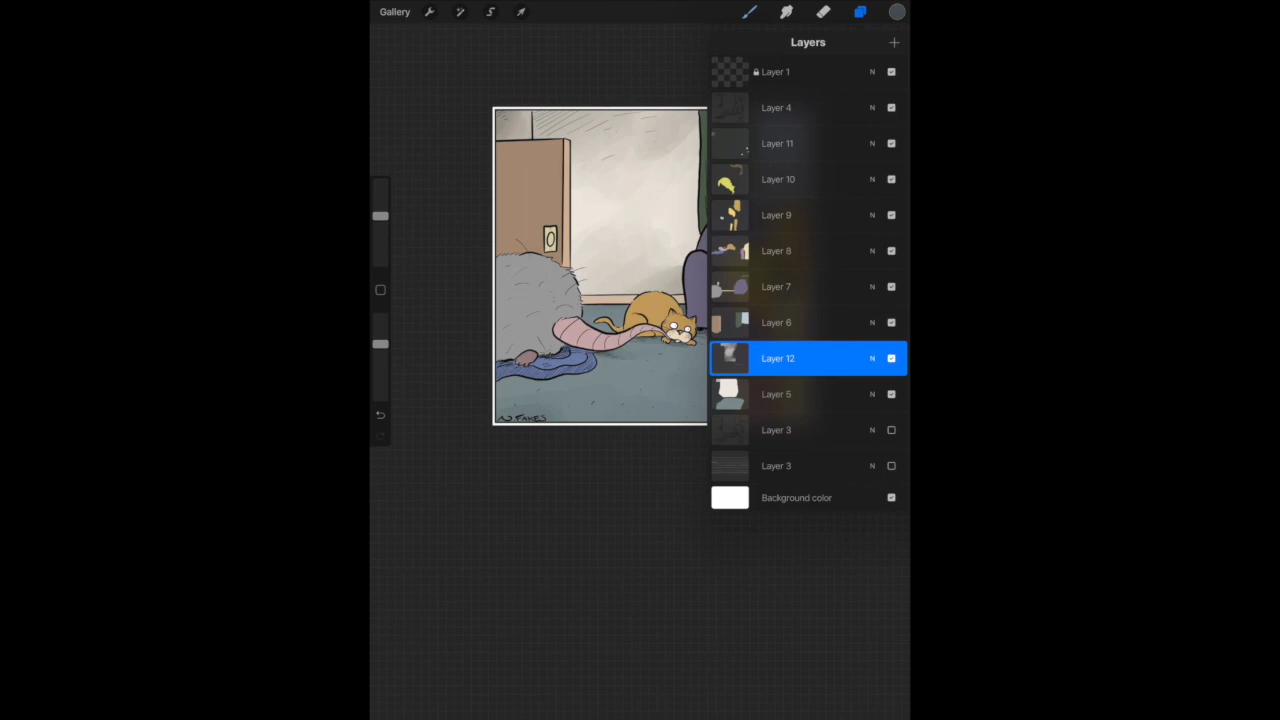 Gallery
Layers
Layer 1 N
Layer 4 N
Layer 11 N
Layer 10 N
Layer 9 N
Layer 8 N
Layer 7 N
Layer 6 N
Layer 12 N
Layer 5 N
Layer 3 N
Layer 3 N
Background color
N. FAKES